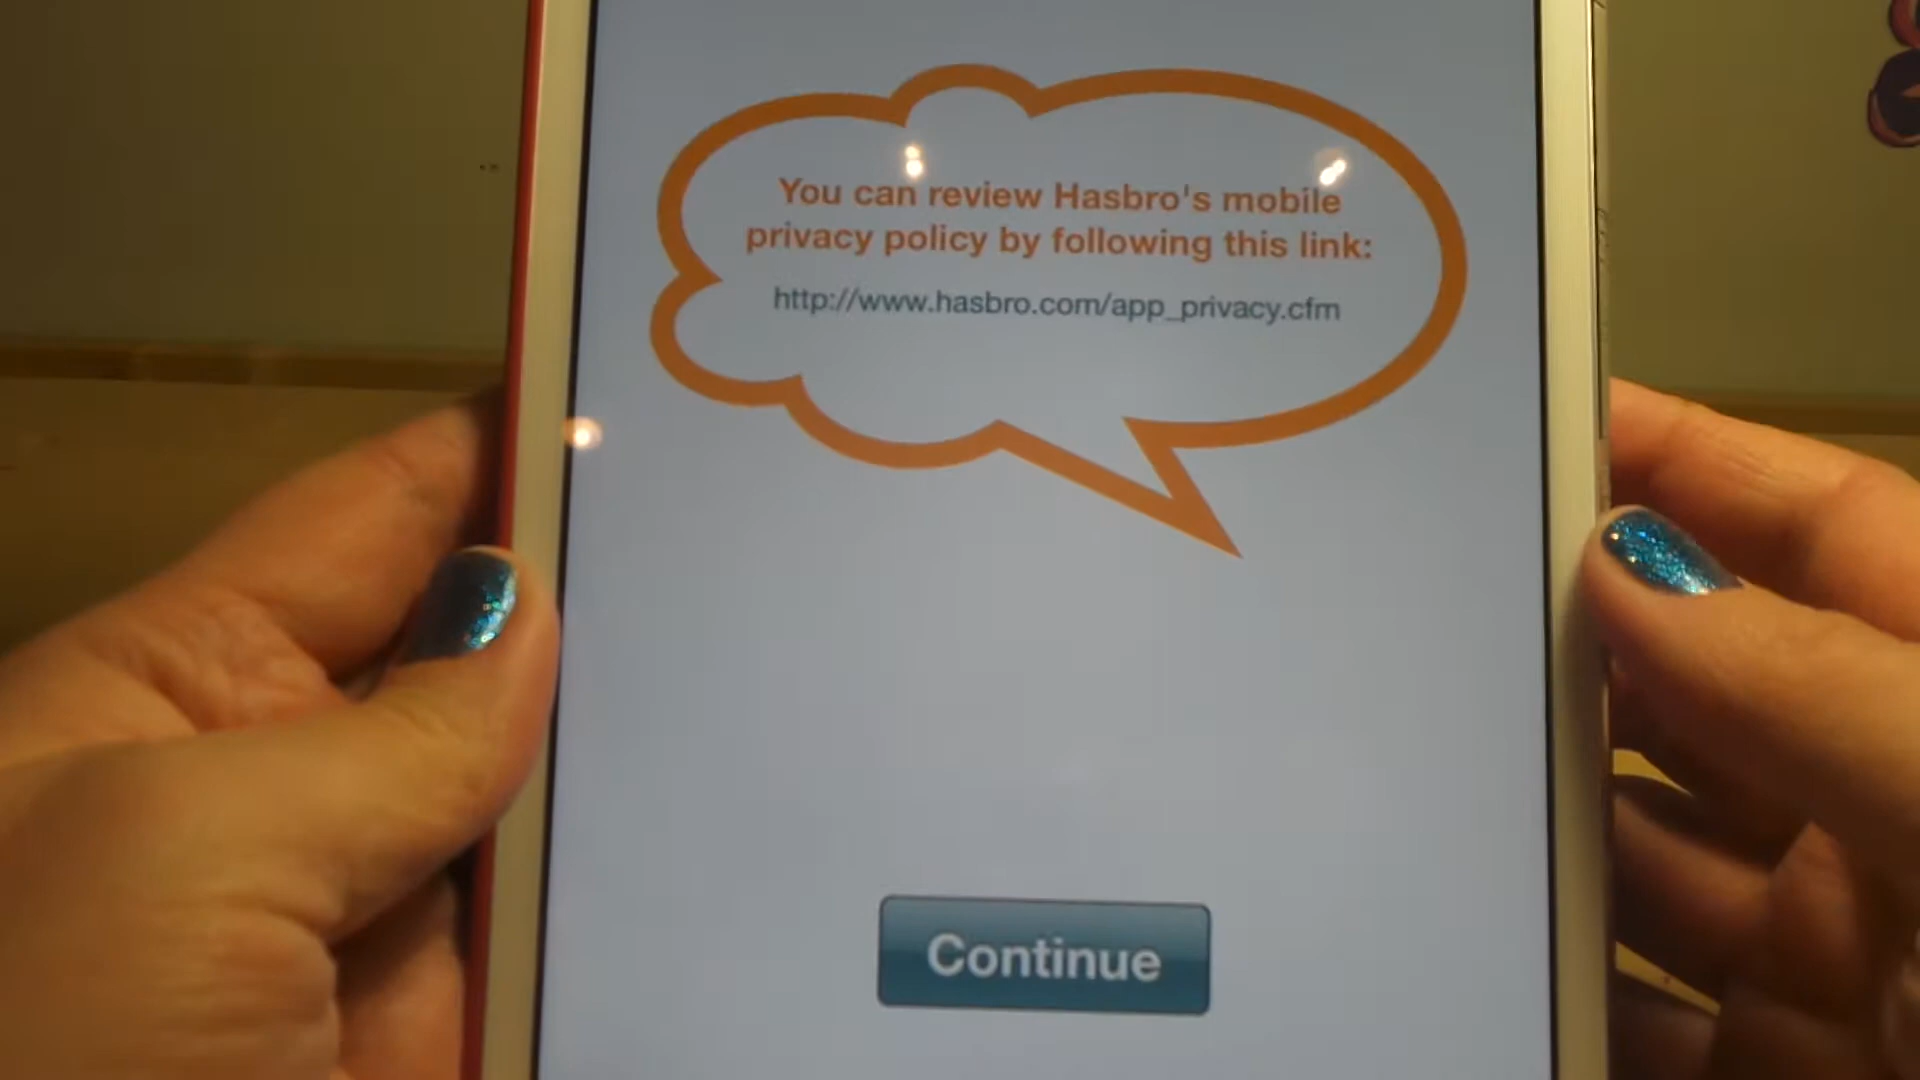 You can review Hasbro's mobile
privacy policy by following this link:
http://www.hasbro.com/app_privacy.cfm
Continue